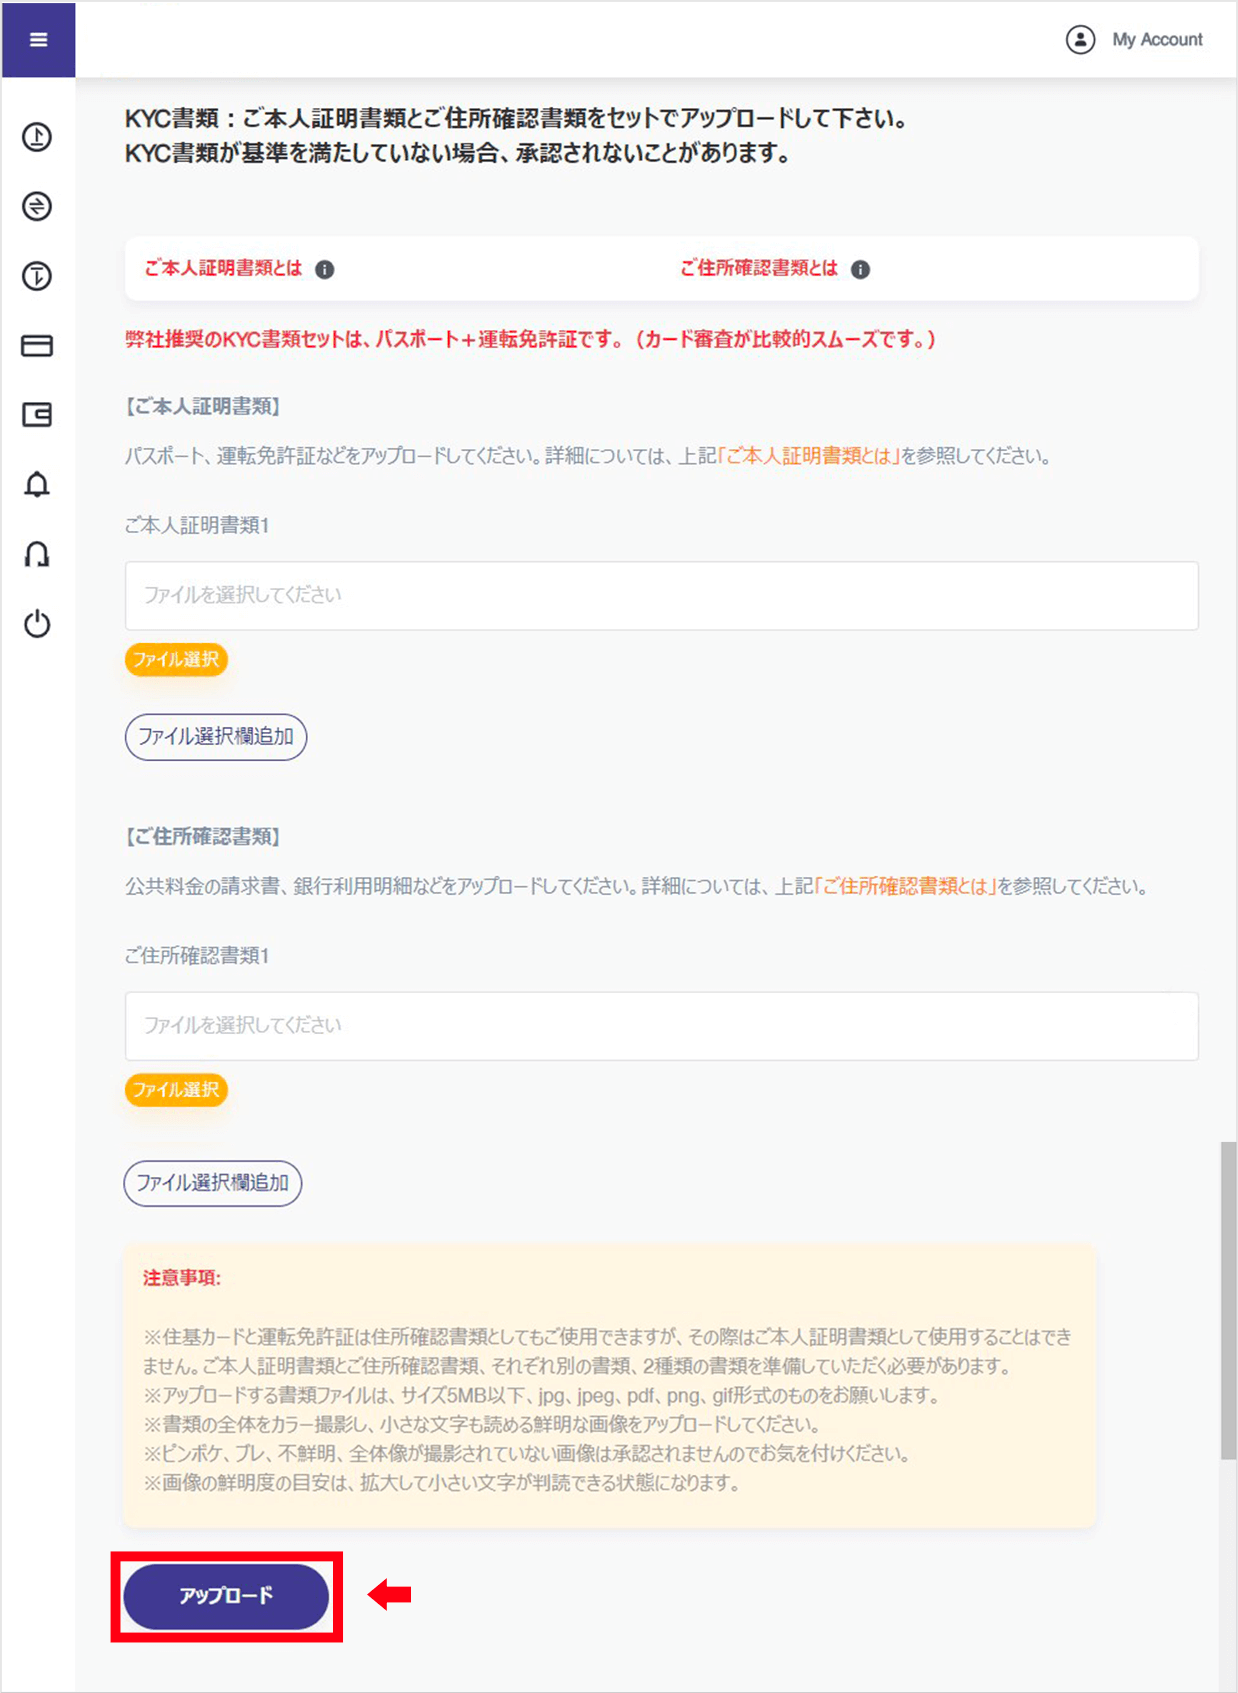 My Account
KYC書類：ご本人証明書類とご住所確認書類をセットでアップロードして下さい。
KYC書類が基準を満たしていない場合、承認されないことがあります。
ご本人証明書類とは
ご住所確認書類とは
弊社推奨のKYC書類セットは、パスポート＋運転免許証です。（カード審査が比較的スムーズです。）
【ご本人証明書類】
パスポート、運転免許証などをアップロードしてください。詳細については、上記「ご本人証明書類とは」を参照してください。
ご本人証明書類1
ファイルを選択してください
ファイル選択
ファイル選択欄追加
【ご住所確認書類】
公共料金の請求書、銀行利用明細などをアップロードしてください。詳細については、上記「ご住所確認書類とは」を参照してください。
ご住所確認書類1
ファイルを選択してください
ファイル選択
ファイル選択欄追加
注意事項:
※住基カードと運転免許証は住所確認書類としてもご使用できますが、その際はご本人証明書類として使用することはでき
ません。ご本人証明書類とご住所確認書類、それぞれ別の書類、2種類の書類を準備していただく必要があります。
※アップロードする書類ファイルは、サイズ5MB以下、jpg、jpeg、pdf、png、gif形式のものをお願いします。
※書類の全体をカラー撮影し、小さな文字も読める鮮明な画像をアップロードしてください。
※ピンボケ、ブレ、不鮮明、全体像が撮影されていない画像は承認されませんのでお気を付けください。
※画像の鮮明度の目安は、拡大して小さい文字が判読できる状態になります。
アップロード